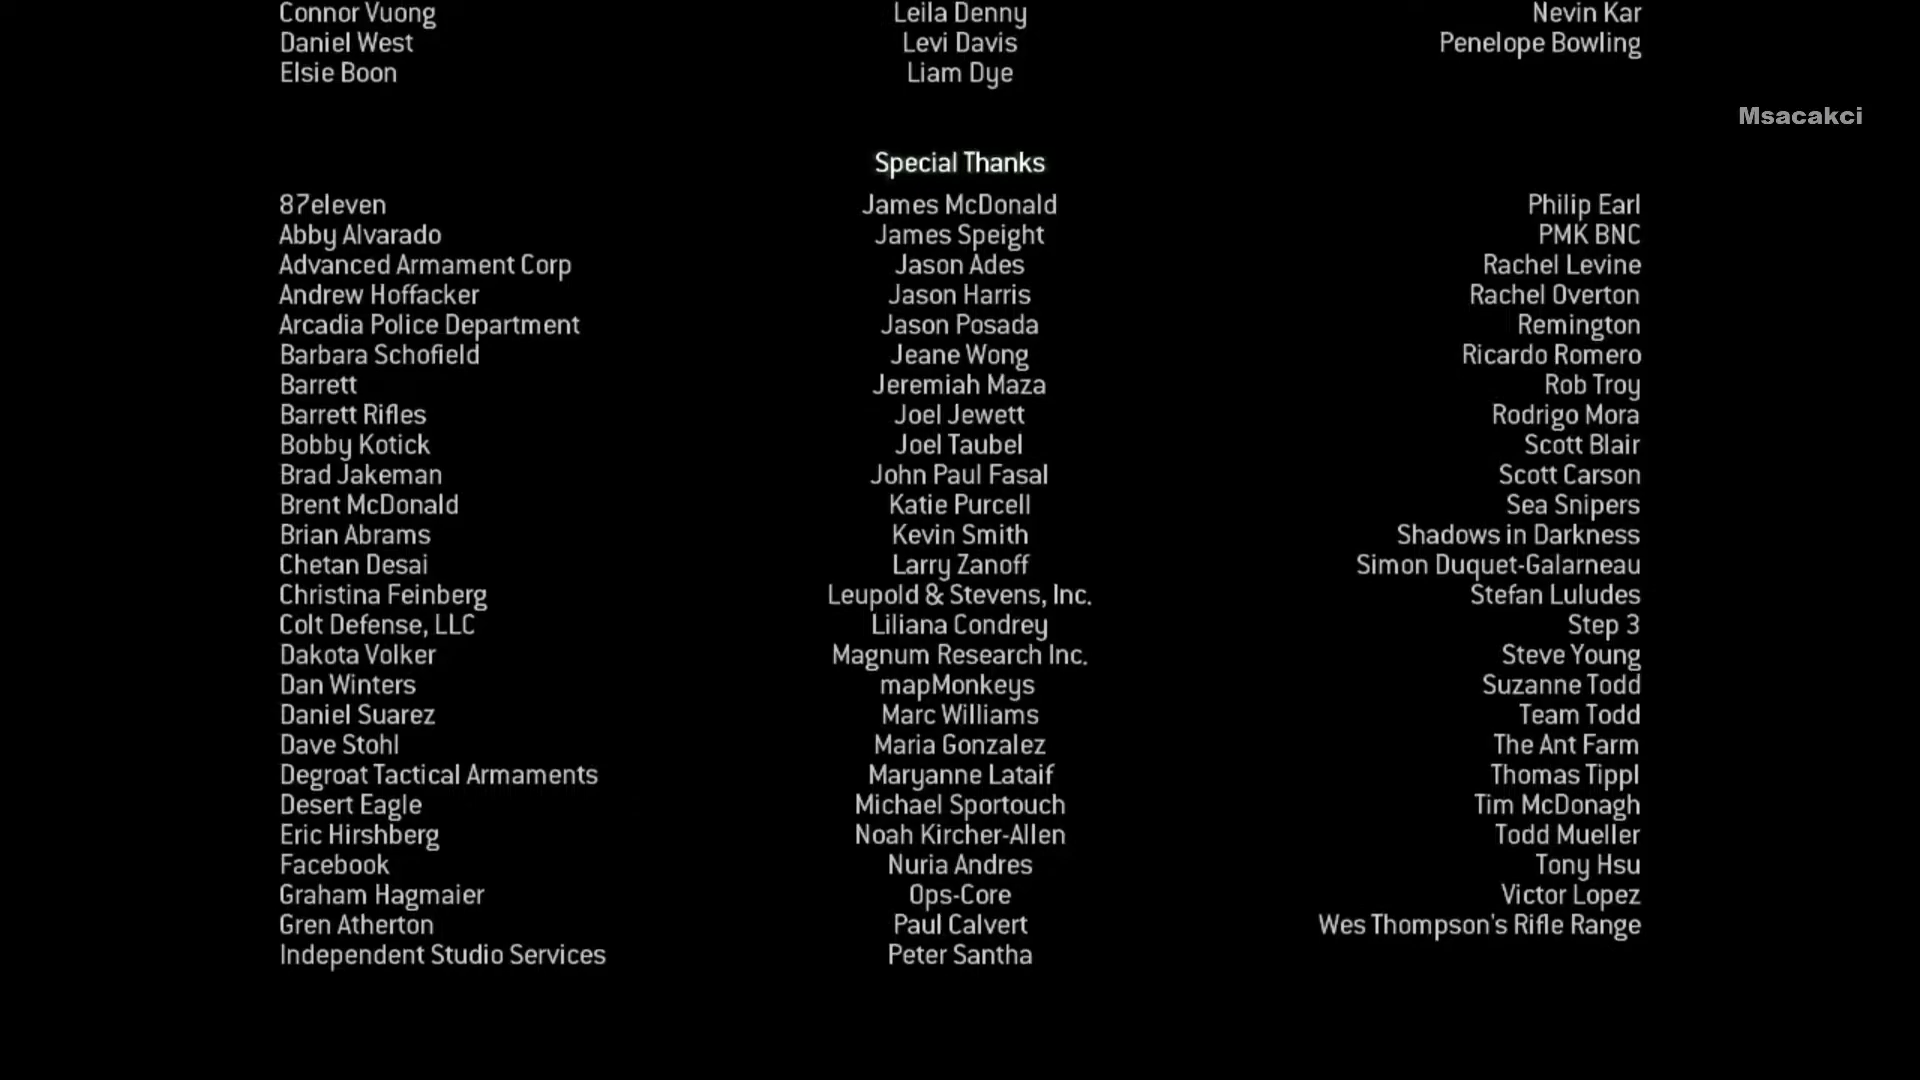 Connor Vuong
Daniel West
Elsie Boon
Leila Denny
Levi Davis
Liam Dye
Nevin Kar
Penelope Bowling
Msacakci
Special Thanks
87eleven
Abby Alvarado
Advanced Armament Corp
Andrew Hoffacker
Arcadia Police Department
Barbara Schofield
Barrett
Barrett Rifles
Bobby Kotick
Brad Jakeman
Brent McDonald
Brian Abrams
Chetan Desai
Christina Feinberg
Colt Defense, LLC
Dakota Volker
Dan Winters
Daniel Suarez
Dave Stohl
Degroat Tactical Armaments
Desert Eagle
Eric Hirshberg
Facebook
Graham Hagmaier
Gren Atherton
Independent Studio Services
James McDonald
James Speight
Jason Ades
Jason Harris
Jason Posada
Jeane Wong
Jeremiah Maza
Joel Jewett
Joel Taubel
John Paul Fasal
Katie Purcell
Kevin Smith
Larry Zanoff
Leupold & Stevens, Inc.
Liliana Condrey
Magnum Research Inc.
mapMonkeys
Marc Williams
Maria Gonzalez
Maryanne Lataif
Michael Sportouch
Noah Kircher-Allen
Nuria Andres
Ops-Core
Paul Calvert
Peter Santha
Philip Earl
PMK BNC
Rachel Levine
Rachel Overton
Remington
Ricardo Romero
Rob Troy
Rodrigo Mora
Scott Blair
Scott Carson
Sea Snipers
Shadows in Darkness
Simon Duquet-Galarneau
Stefan Luludes
Step 3
Steve Young
Suzanne Todd
Team Todd
The Ant Farm
Thomas Tippl
Tim McDonagh
Todd Mueller
Tony Hsu
Victor Lopez
Wes Thompson's Rifle Range